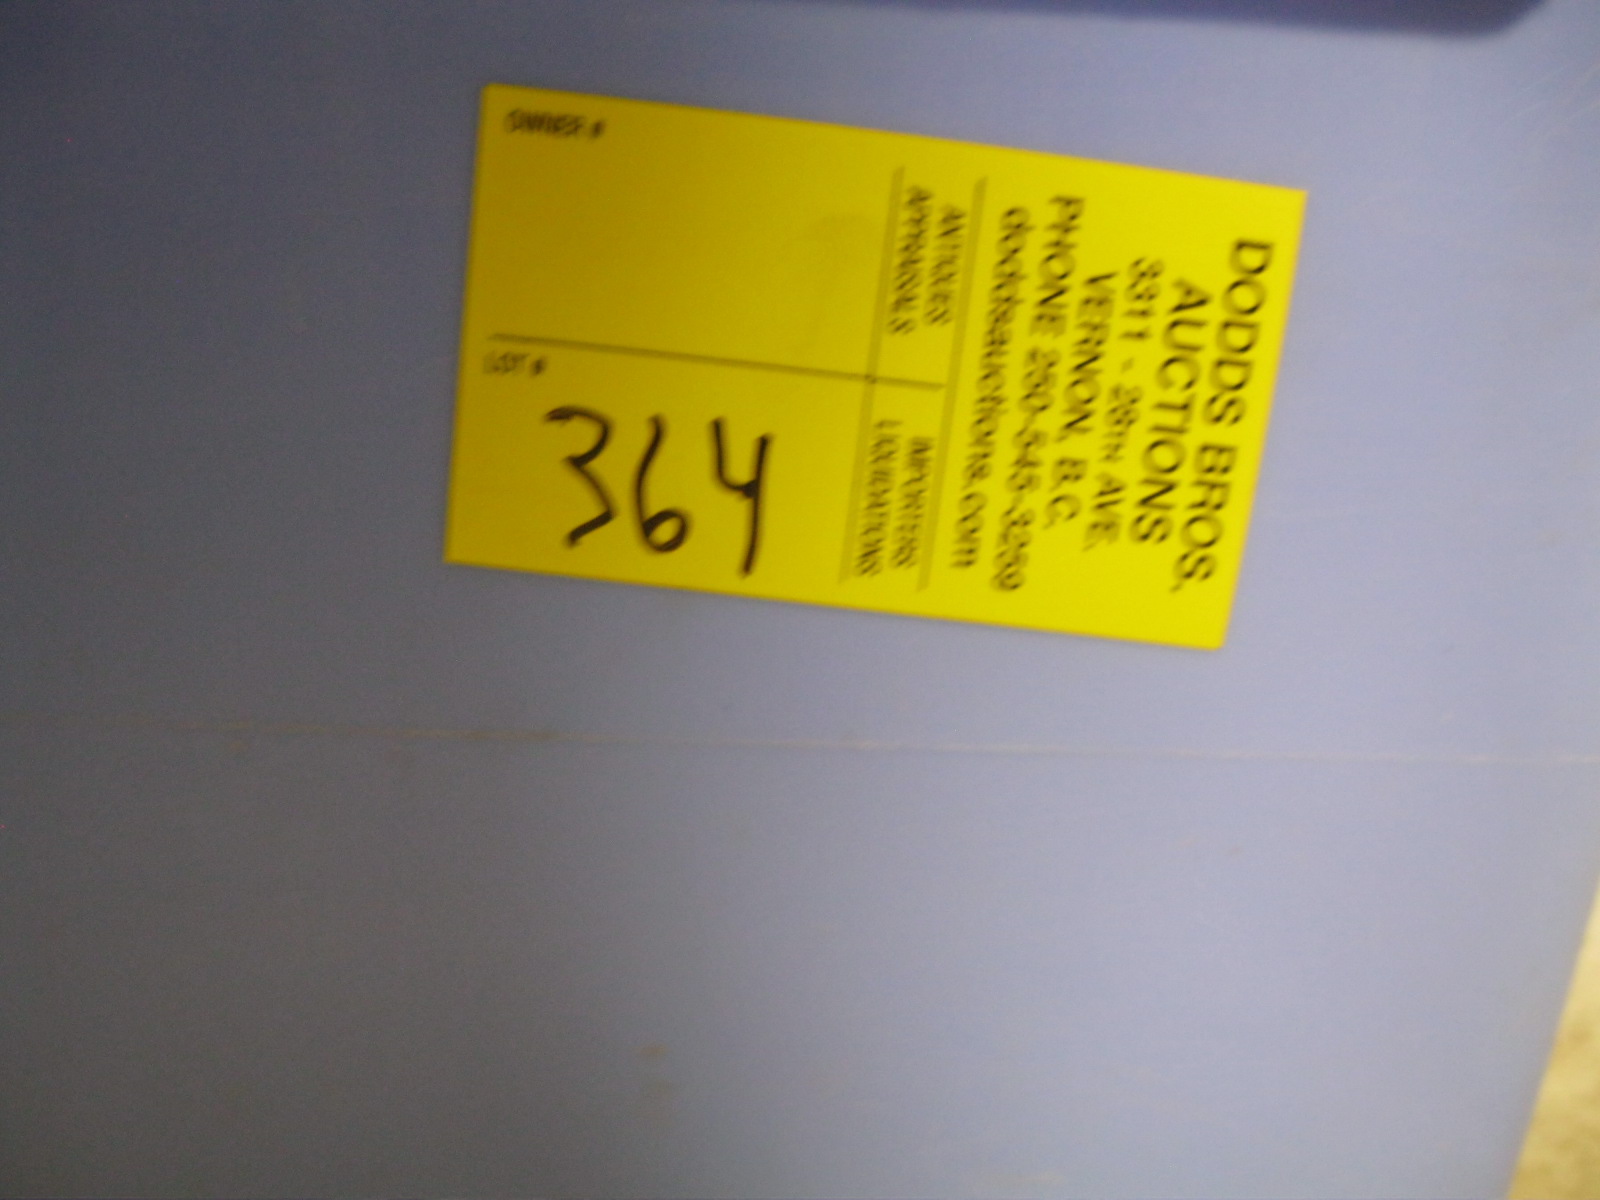 DODDS BROS.
AUCTIONS
3311 - 28TH AVE.
VERNON, B.C.
PHONE 250-545-3259
doddsauctions.com
ANTIQUES IMPORTERS
APPRAISALS LIQUIDATIONS
OWNER #
LOT #
364